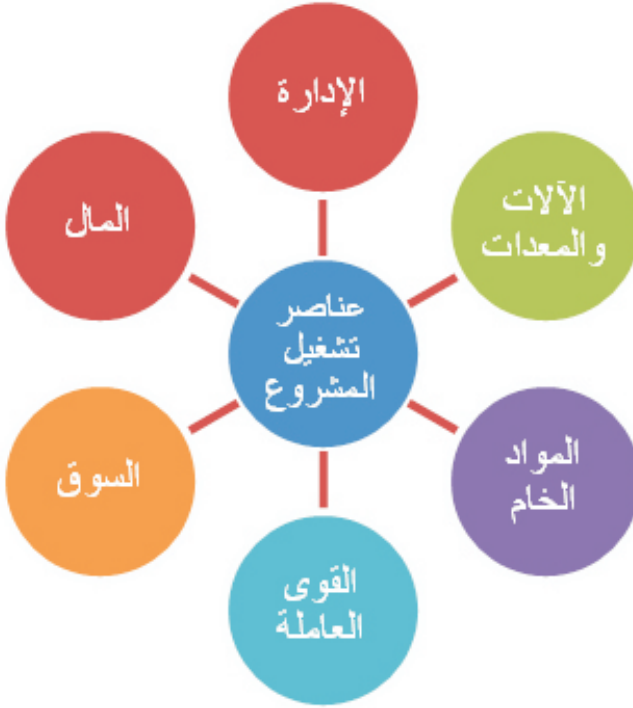 الإدارة
الآلات
والمعدات
المواد
الخام
القوى
العاملة
السوق
المال
عناصر
تشغيل
المشروع